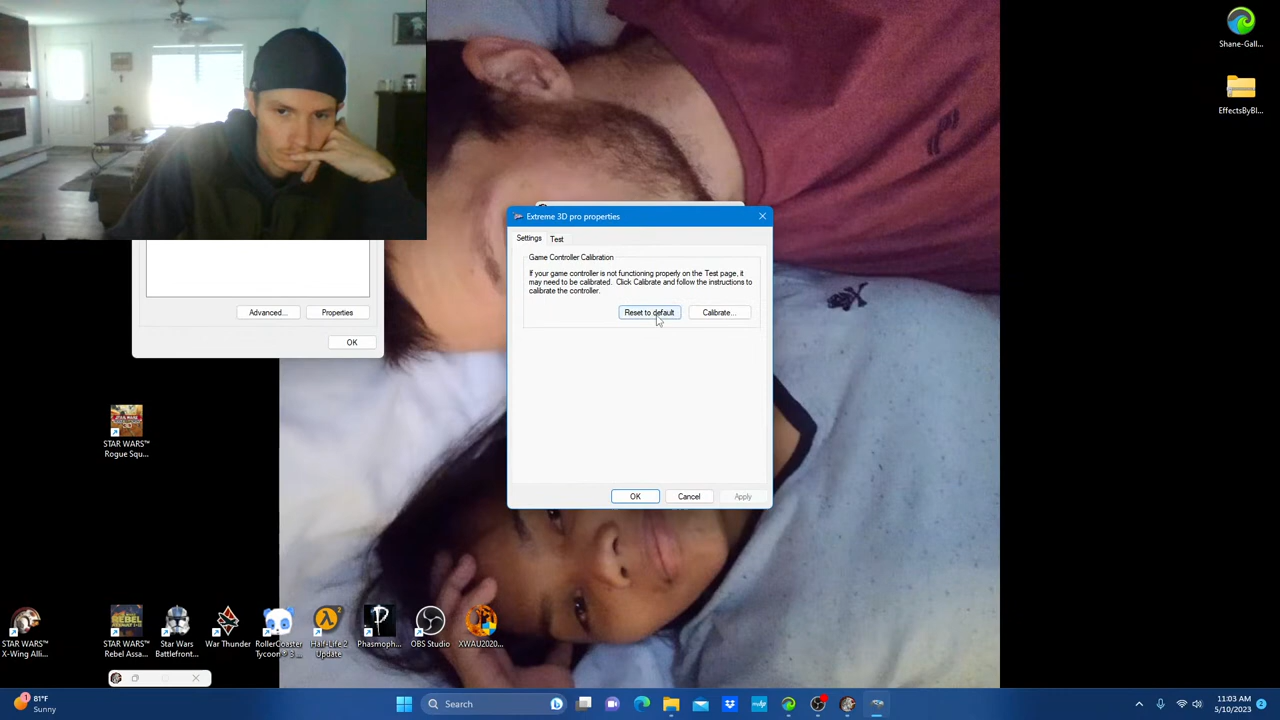 Shane-Gall...
EffectsByBl...
Extreme 3D pro properties
Settings
Test
Game Controller Calibration
If your game controller is not functioning properly on the Test page, it
may need to be calibrated. Click Calibrate and follow the instructions to
calibrate the controller.
Reset to default
Calibrate...
Advanced...
Properties
OK
OK
Cancel
Apply
STAR WARS™
Rogue Squ...
STAR WARS™
X-Wing Alli...
STAR WARS™
Rebel Assa...
Star Wars
Battlefront...
War Thunder
RollerCoaster
Tycoon® 3 ...
Half-Life 2
Update
Phasmoph...
OBS Studio
XWAU2020...
1
81°F
Sunny
Search
11:03 AM
5/10/2023
2